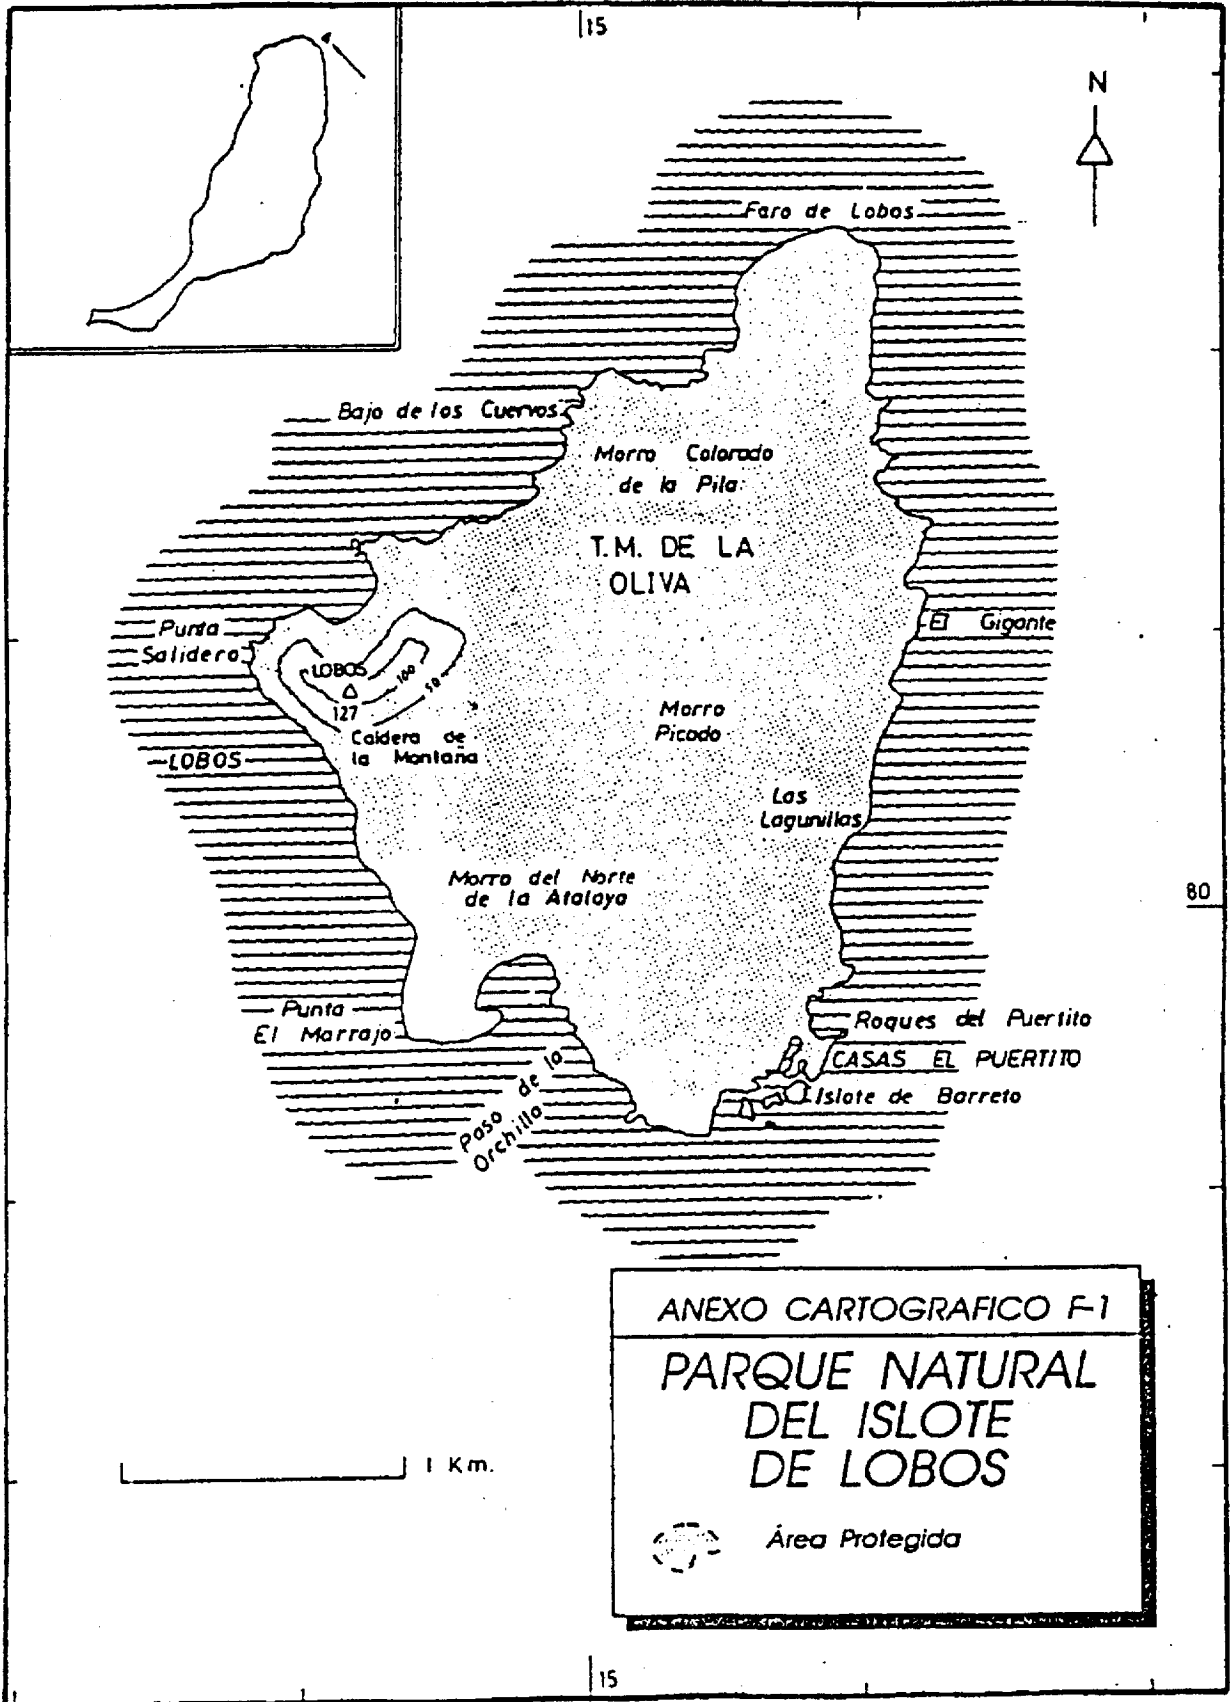 15
N
Faro de Lobos
Bajo de los Cuervos
Morro Colorado
de la Pila
T.M. DE LA
OLIVA
Punta
Salidero
El Gigante
LOBOS
100
50
127
Morro
Picado
Caldera de
la Montaña
LOBOS
Las
Lagunillas
Morro del Norte
de la Atalaya
80
Punta
El Marrajo
Roques del Puertito
CASAS EL PUERTITO
Islote de Barreto
Paso de la
Orchilla
ANEXO CARTOGRAFICO F-1
PARQUE NATURAL
DEL ISLOTE
DE LOBOS
1 Km.
Área Protegida
15